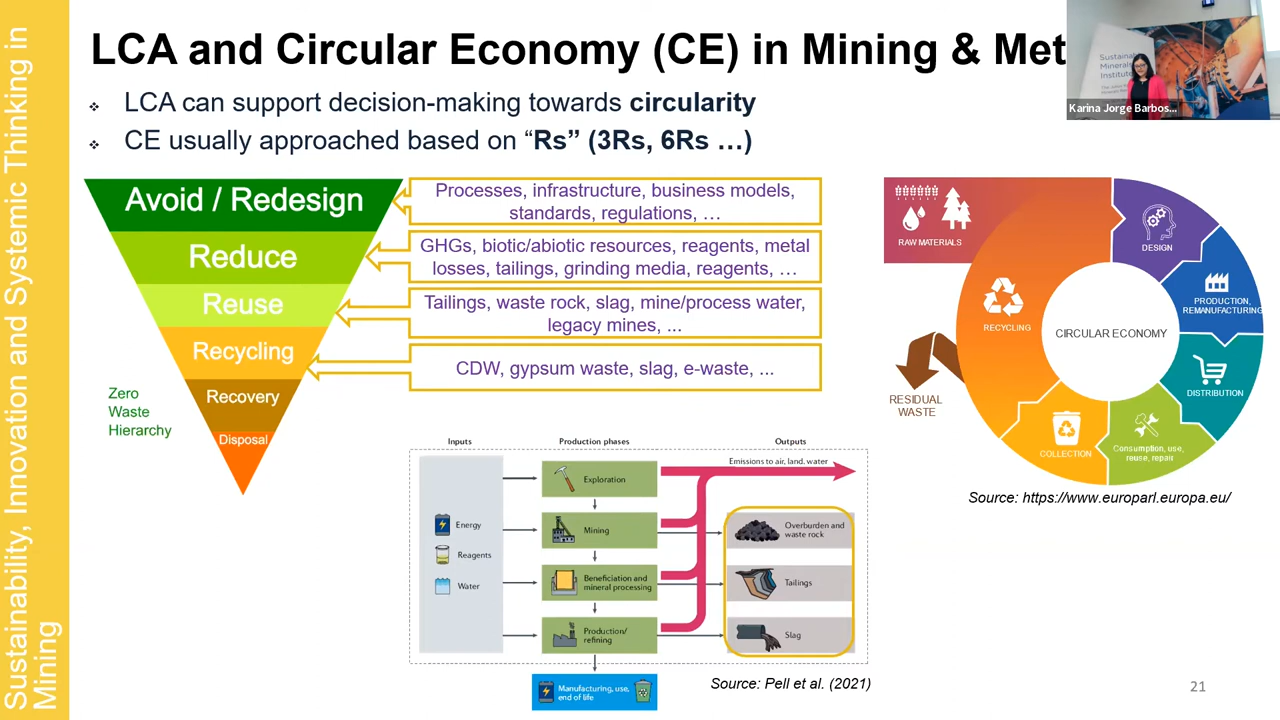 Sustainability, Innovation and Systemic Thinking in
Mining
LCA and Circular Economy (CE) in Mining & Met
Sustainab
Minerals
Institute
Karina Jorge Barbos...
❖ LCA can support decision-making towards circularity
❖ CE usually approached based on “Rs” (3Rs, 6Rs …)
Avoid / Redesign
Reduce
Reuse
Recycling
Recovery
Disposal
Zero
Waste
Hierarchy
Processes, infrastructure, business models,
standards, regulations, …
GHGs, biotic/abiotic resources, reagents, metal
losses, tailings, grinding media, reagents, …
Tailings, waste rock, slag, mine/process water,
legacy mines, ...
CDW, gypsum waste, slag, e-waste, ...
RAW MATERIALS
DESIGN
PRODUCTION,
REMANUFACTURING
DISTRIBUTION
Consumption, use,
reuse, repair
COLLECTION
RECYCLING
CIRCULAR ECONOMY
RESIDUAL
WASTE
Source: https://www.europarl.europa.eu/
Inputs
Production phases
Outputs
Emissions to air, land, water
Energy
Reagents
Water
Exploration
Mining
Beneficiation and
mineral processing
Production/
refining
Overburden and
waste rock
Tailings
Slag
Manufacturing, use,
end of life
Source: Pell et al. (2021)
21